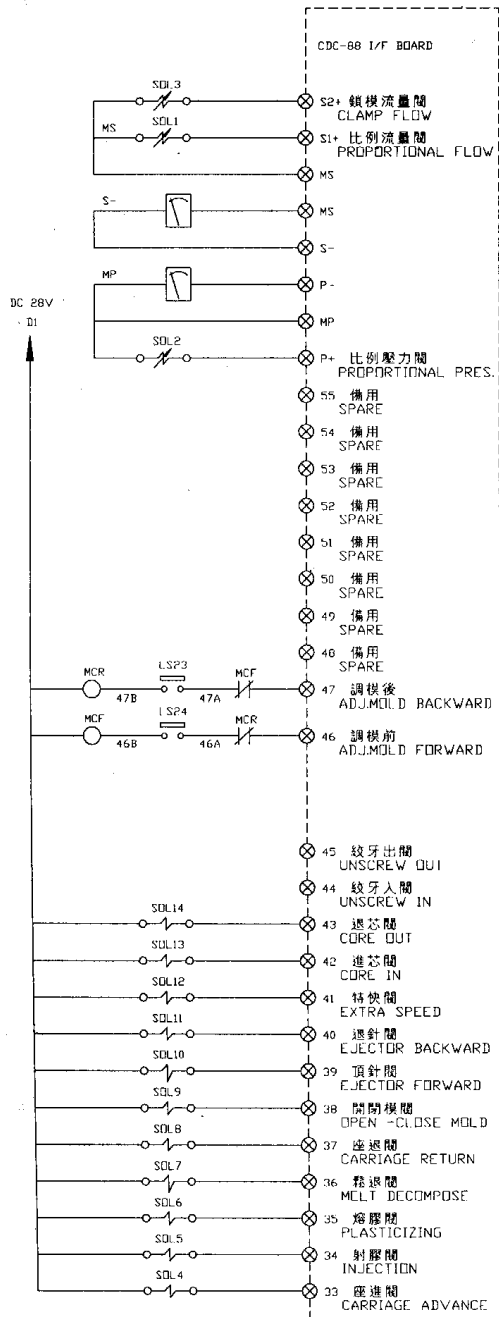 CDC-88 I/F BOARD
SOL3
S2+ 鎖模流量閥
CLAMP FLOW
MS
SOL1
S1+ 比例流量閥
PROPORTIONAL FLOW
MS
S-
MS
S-
MP
P-
DC 28V
D1
MP
SOL2
P+ 比例壓力閥
PROPORTIONAL PRES.
55 備用
SPARE
54 備用
SPARE
53 備用
SPARE
52 備用
SPARE
51 備用
SPARE
50 備用
SPARE
49 備用
SPARE
48 備用
SPARE
MCR
47B
LS23
47A
MCF
47 調模後
ADJ.MOLD BACKWARD
MCF
46B
LS24
46A
MCR
46 調模前
ADJ.MOLD FORWARD
45 絞牙出閥
UNSCREW OUT
44 絞牙入閥
UNSCREW IN
SOL14
43 退芯閥
CORE OUT
SOL13
42 進芯閥
CORE IN
SOL12
41 特快閥
EXTRA SPEED
SOL11
40 退針閥
EJECTOR BACKWARD
SOL10
39 頂針閥
EJECTOR FORWARD
SOL9
38 開閉模閥
OPEN -CLOSE MOLD
SOL8
37 座退閥
CARRIAGE RETURN
SOL7
36 鬆退閥
MELT DECOMPOSE
SOL6
35 熔膠閥
PLASTICIZING
SOL5
34 射膠閥
INJECTION
SOL4
33 座進閥
CARRIAGE ADVANCE